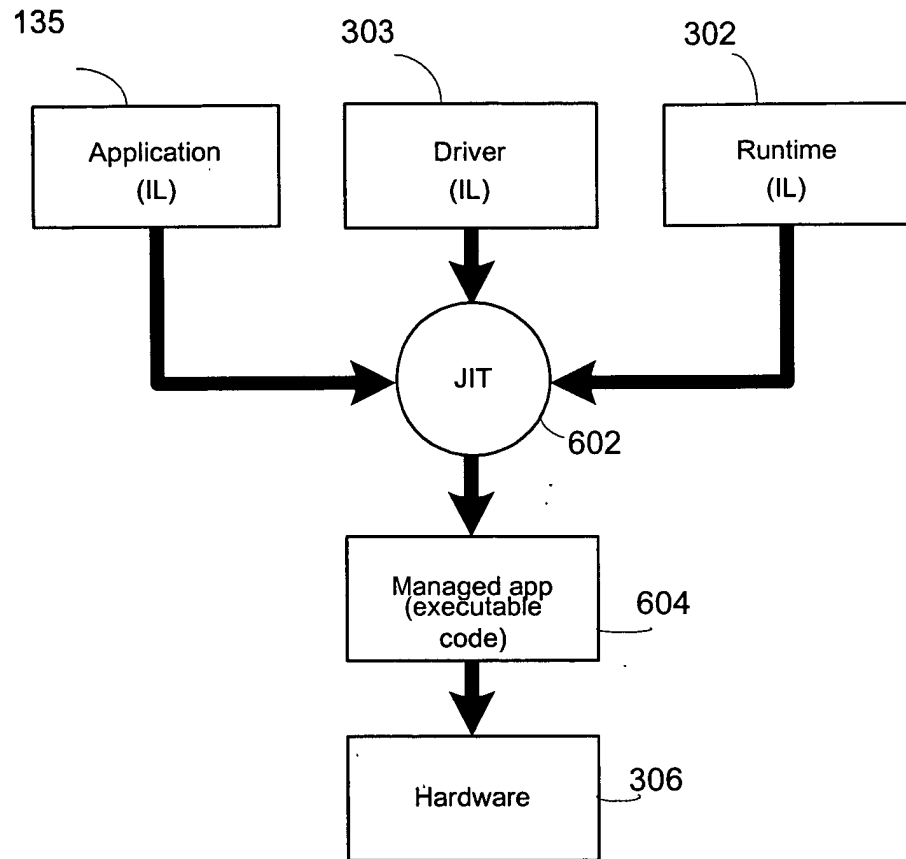 135
303
302
Application
(IL)
Driver
(IL)
Runtime
(IL)
JIT
602
Managed app
(executable
code)
604
Hardware
306